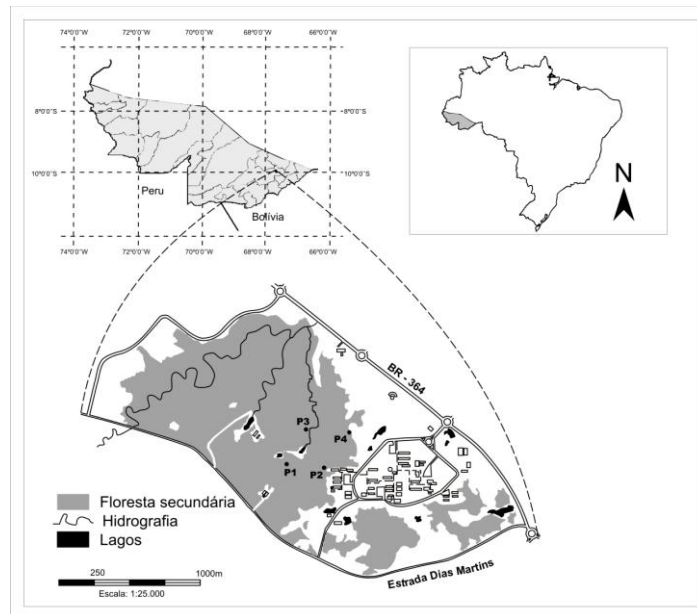 74°0'0"W 72°0'0"W 70°0'0"W 68°0'0"W 66°0'0"W
8°0'0"S 8°0'0"S
10°0'0"S 10°0'0"S
Peru
Bolívia
74°0'0"W 72°0'0"W 70°0'0"W 68°0'0"W 66°0'0"W
N
BR - 364
P3
P4
P1
P2
Floresta secundária
Hidrografia
Lagos
250 1000m
Escala: 1:25.000
Estrada Dias Martins